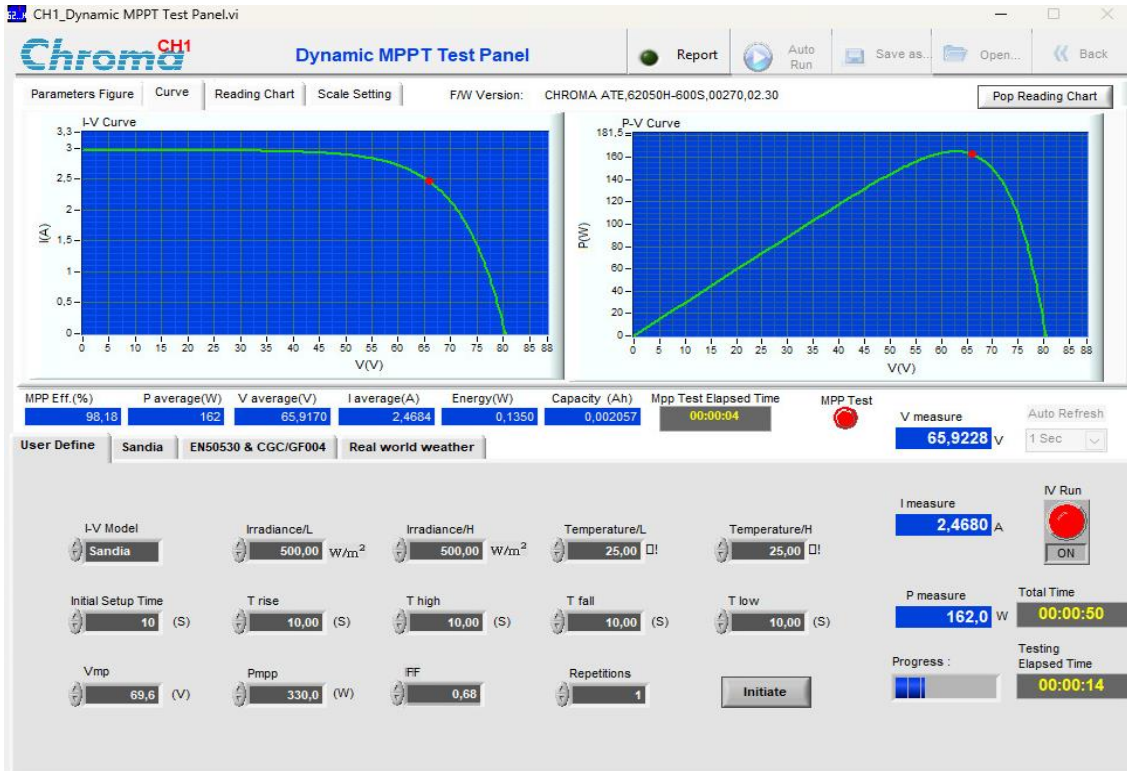 CH1_Dynamic MPPT Test Panel.vi
Chroma CH1 Dynamic MPPT Test Panel Report Auto Run Save as... Open... Back
Parameters Figure Curve Reading Chart Scale Setting F/W Version: CHROMA ATE,62050H-600S,00270,02.30 Pop Reading Chart
I-V Curve
3,3
3
2,5
2
1,5
1
0,5
0
I(A)
0 5 10 15 20 25 30 35 40 45 50 55 60 65 70 75 80 85 88
V(V)
P-V Curve
181,5
160
140
120
100
80
60
40
20
0
P(W)
0 5 10 15 20 25 30 35 40 45 50 55 60 65 70 75 80 85 88
V(V)
MPP Eff.(%) P average(W) V average(V) I average(A) Energy(W) Capacity (Ah) Mpp Test Elapsed Time MPP Test
98,18 162 65,9170 2,4684 0,1350 0,002057 00:00:04
V measure Auto Refresh
65,9228 V 1 Sec
User Define Sandia EN50530 & CGC/GF004 Real world weather
I measure IV Run
2,4680 A ON
I-V Model Irradiance/L Irradiance/H Temperature/L Temperature/H
Sandia 500,00 W/m² 500,00 W/m² 25,00 25,00
Initial Setup Time T rise T high T fall T low
10 (S) 10,00 (S) 10,00 (S) 10,00 (S) 10,00 (S)
P measure Total Time
162,0 W 00:00:50
Vmp Pmpp FF Repetitions
69,6 (V) 330,0 (W) 0,68 1 Initiate
Progress : Testing Elapsed Time
00:00:14